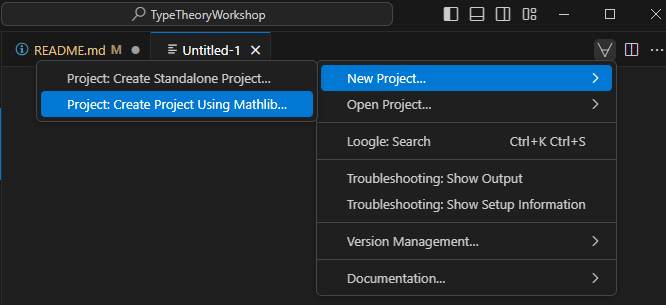 TypeTheoryWorkshop
README.md M
Untitled-1
Project: Create Standalone Project...
Project: Create Project Using Mathlib...
New Project...
Open Project...
Loogle: Search Ctrl+K Ctrl+S
Troubleshooting: Show Output
Troubleshooting: Show Setup Information
Version Management...
Documentation...